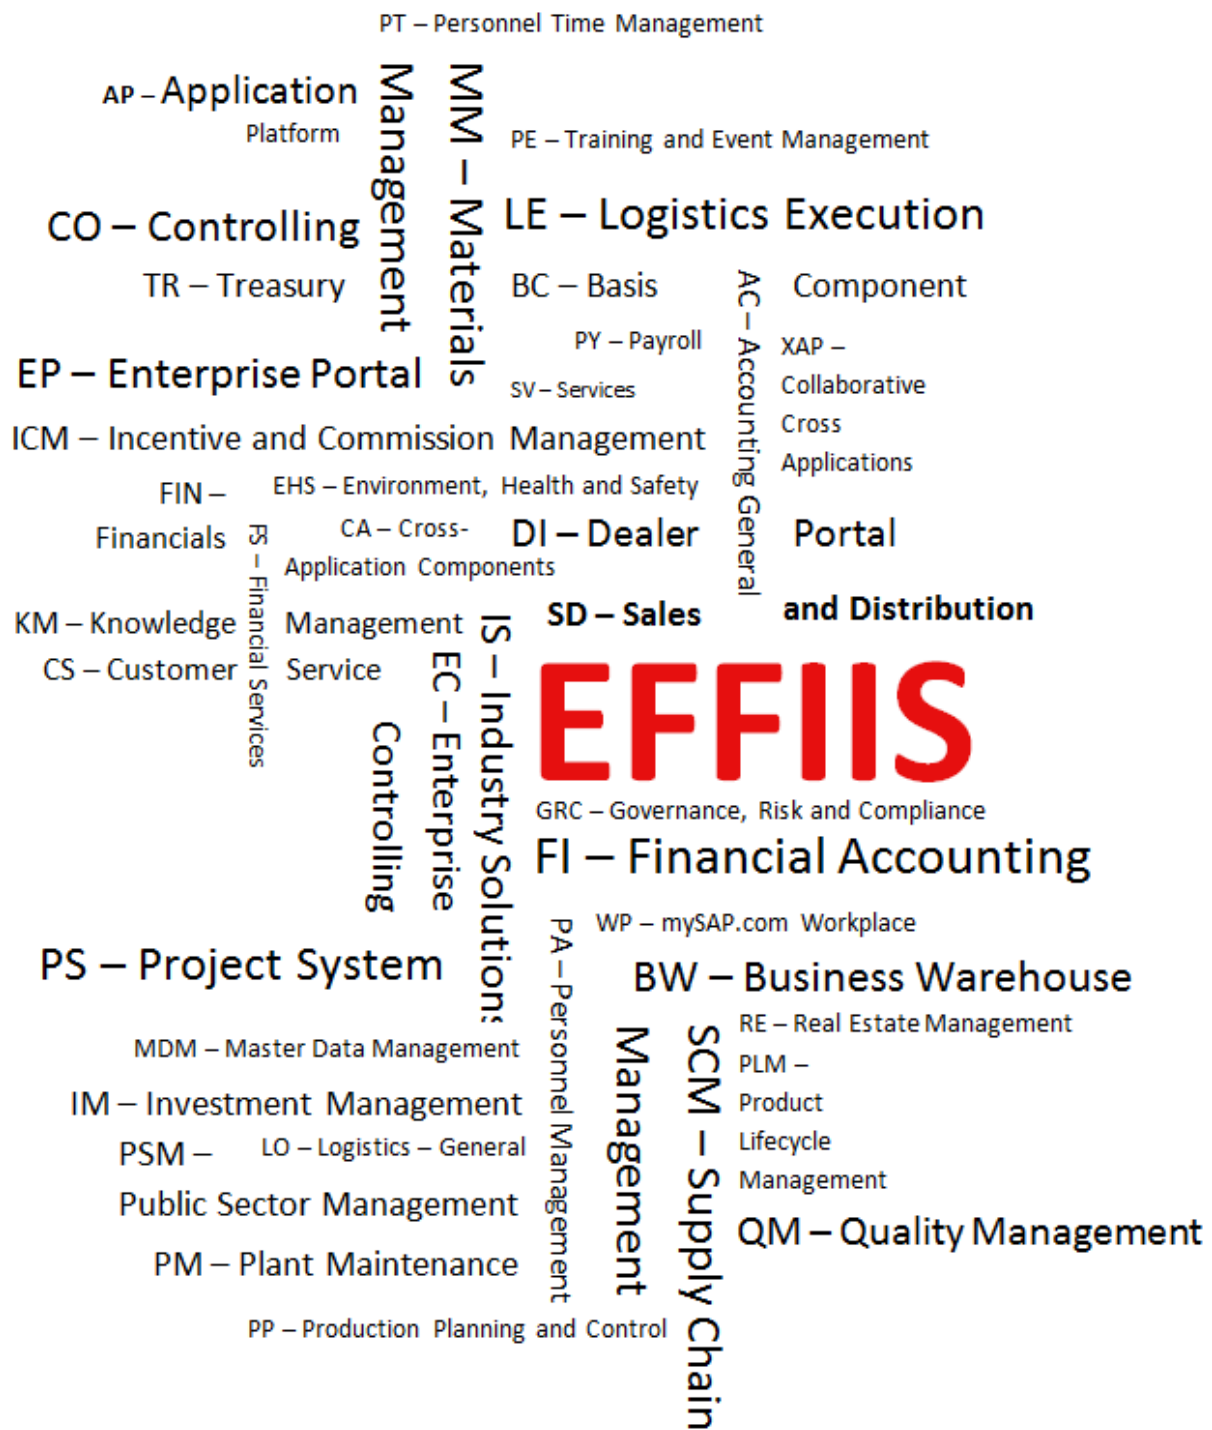 PT – Personnel Time Management
AP – Application
Platform
MM – Materials
Management
PE – Training and Event Management
CO – Controlling
LE – Logistics Execution
TR – Treasury
BC – Basis Component
AC – Accounting General
PY – Payroll
XAP –
Collaborative
Cross
Applications
EP – Enterprise Portal
SV – Services
ICM – Incentive and Commission Management
FIN –
Financials
EHS – Environment, Health and Safety
CA – Cross-
Application Components
DI – Dealer Portal
FS – Financial Services
KM – Knowledge Management
CS – Customer Service
SD – Sales and Distribution
IS – Industry Solutions
EC – Enterprise
Controlling
EFFIIS
GRC – Governance, Risk and Compliance
FI – Financial Accounting
WP – mySAP.com Workplace
PA – Personnel Management
PS – Project System
BW – Business Warehouse
RE – Real Estate Management
SCM – Supply Chain
Management
PLM –
Product
Lifecycle
Management
MDM – Master Data Management
IM – Investment Management
PSM –
Public Sector Management
LO – Logistics – General
QM – Quality Management
PM – Plant Maintenance
PP – Production Planning and Control